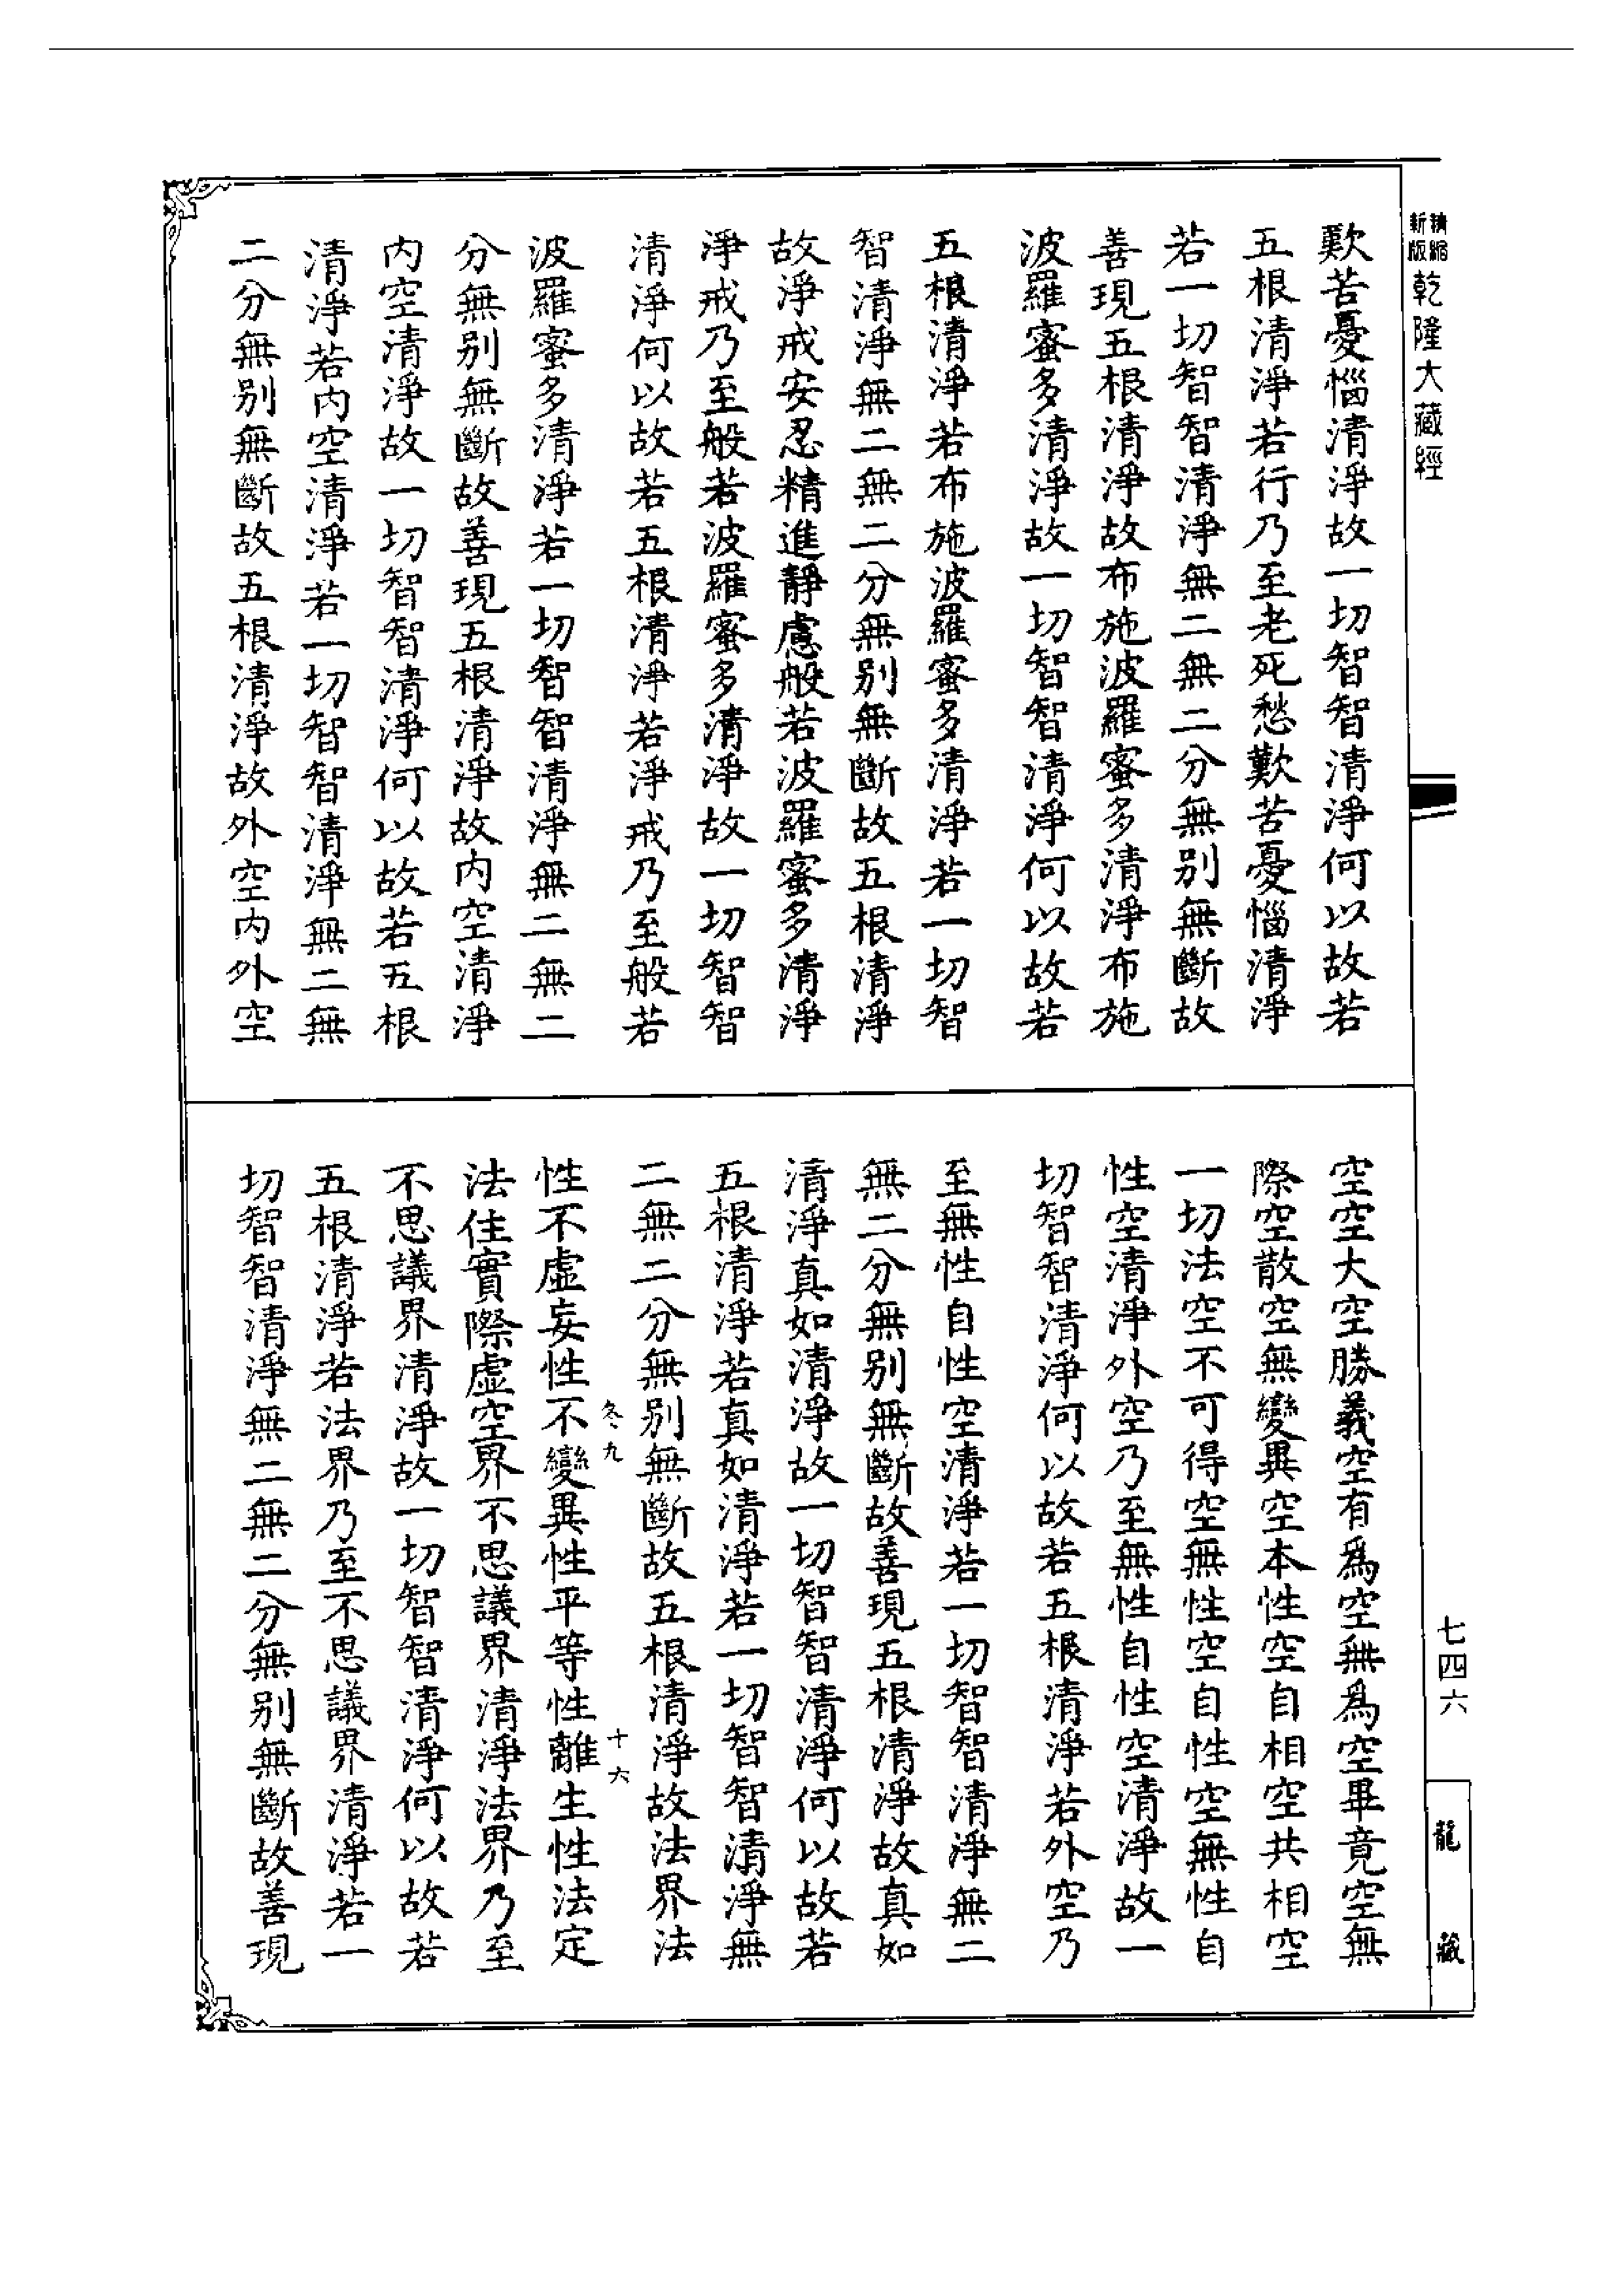 精縮新版乾隆大藏經
歎苦憂惱清淨故一切智智清淨何以故若
五根清淨若行乃至老死愁歎苦憂惱清淨
若一切智智清淨無二無二分無別無斷故
善現五根清淨故布施波羅蜜多清淨布施
波羅蜜多清淨故一切智智清淨何以故若
五根清淨若布施波羅蜜多清淨若一切智
智清淨無二無二分無別無斷故五根清淨
故淨戒安忍精進靜慮般若波羅蜜多清淨
淨戒乃至般若波羅蜜多清淨故一切智智
清淨何以故若五根清淨若淨戒乃至般若
波羅蜜多清淨若一切智智清淨無二無二
分無別無斷故善現五根清淨故內空清淨
內空清淨故一切智智清淨何以故若五根
清淨若內空清淨若一切智智清淨無二無
二分無別無斷故五根清淨故外空內外空
空空大空勝義空有為空無為空畢竟空無
際空散空無變異空本性空自相空共相空
一切法空不可得空無性空自性空無性自
性空清淨外空乃至無性自性空清淨故一
切智智清淨何以故若五根清淨若外空乃
至無性自性空清淨若一切智智清淨無二
無二分無別無斷故善現五根清淨故真如
清淨真如清淨故一切智智清淨何以故若
五根清淨若真如清淨若一切智智清淨無
二無二分無別無斷故五根清淨故法界法
冬九 十六
性不虛妄性不變異性平等性離生性法定
法住實際虛空界不思議界清淨法界乃至
不思議界清淨故一切智智清淨何以故若
五根清淨若法界乃至不思議界清淨若一
切智智清淨無二無二分無別無斷故善現
七四六
龍藏